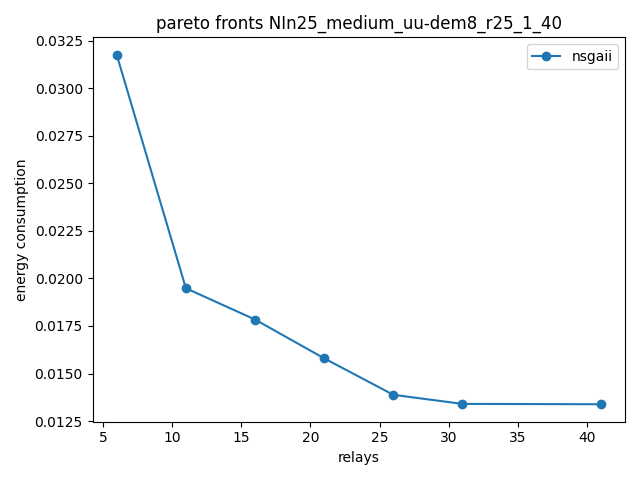 pareto fronts NIn25_medium_uu-dem8_r25_1_40
nsgaii
0.0325
0.0300
0.0275
0.0250
0.0225
0.0200
0.0175
0.0150
0.0125
energy consumption
5 10 15 20 25 30 35 40
relays